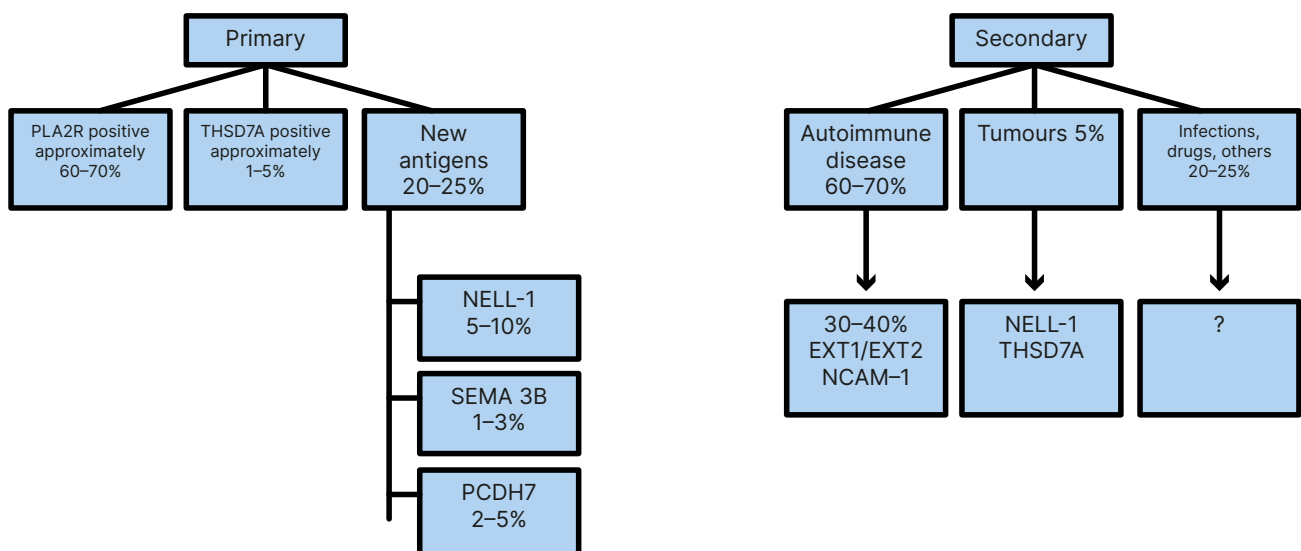 Primary
PLA2R positive
approximately
60–70%
THSD7A positive
approximately
1–5%
New
antigens
20–25%
NELL-1
5–10%
SEMA 3B
1–3%
PCDH7
2–5%
Secondary
Autoimmune
disease
60–70%
Tumours 5%
Infections,
drugs, others
20–25%
30–40%
EXT1/EXT2
NCAM–1
NELL-1
THSD7A
?